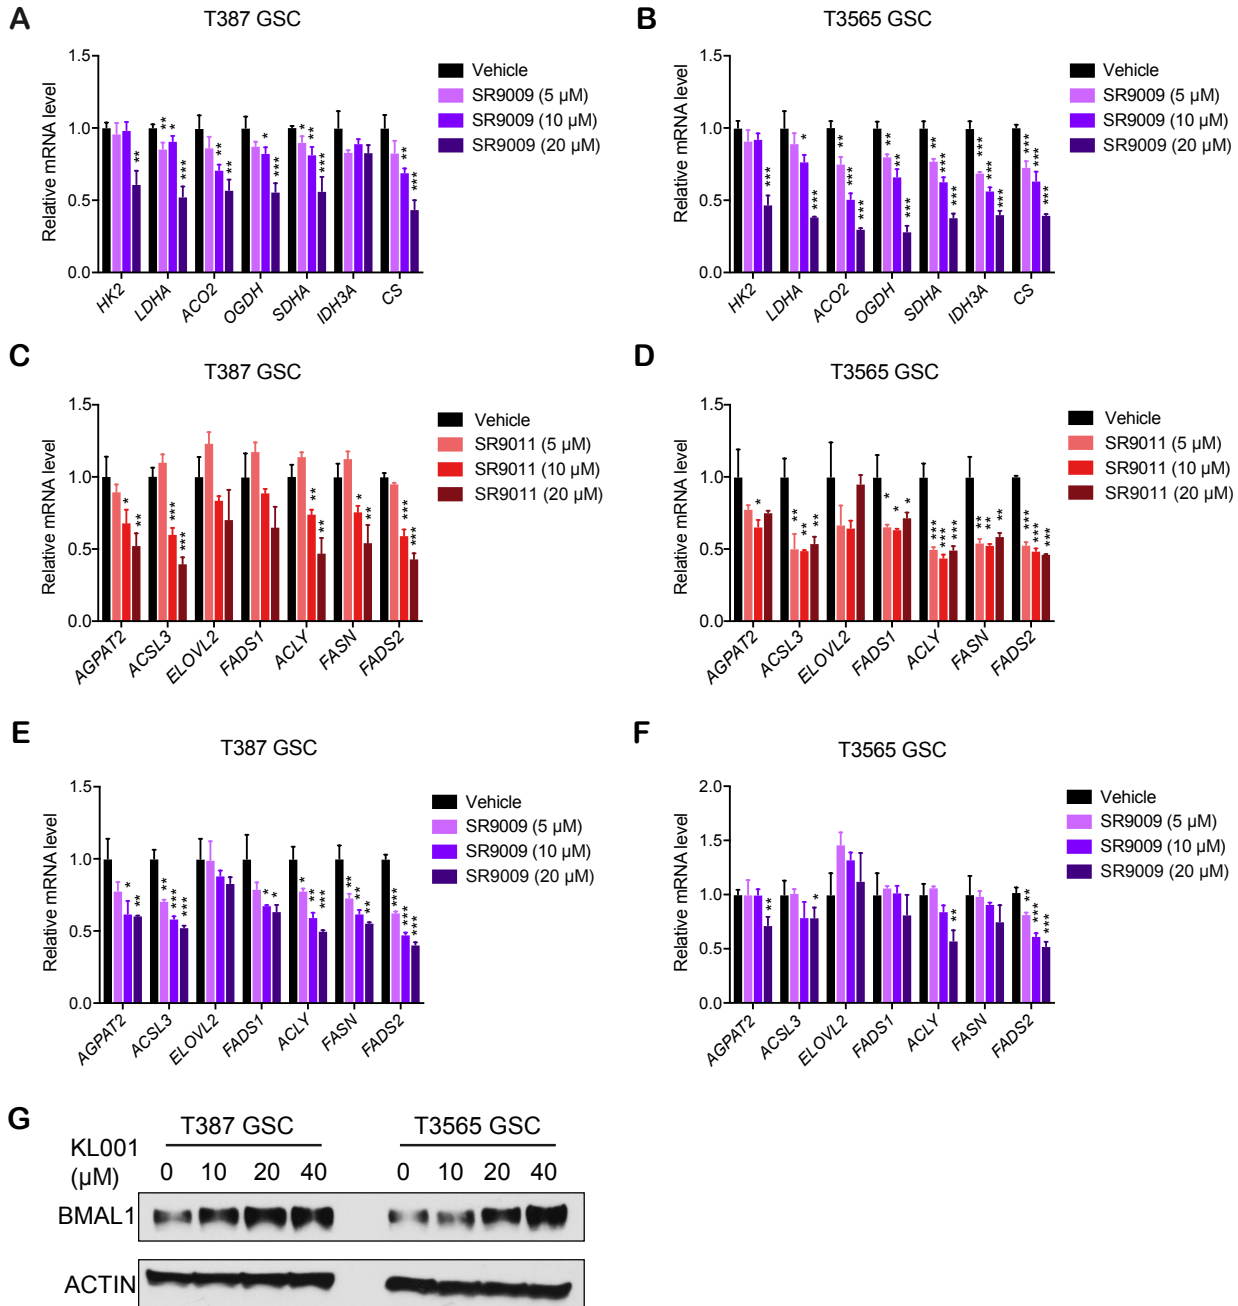 A
T387 GSC
Relative mRNA level
1.5
1.0
0.5
0.0
** * ** * * ** **
** *** ** *** *** ***
HK2 LDHA ACO2 OGDH SDHA IDH3A CS
Vehicle
SR9009 (5 µM)
SR9009 (10 µM)
SR9009 (20 µM)
B
T3565 GSC
Relative mRNA level
1.5
1.0
0.5
0.0
* ** *** ** ** *** *** *** *** *** ***
*** *** *** *** *** *** ***
HK2 LDHA ACO2 OGDH SDHA IDH3A CS
Vehicle
SR9009 (5 µM)
SR9009 (10 µM)
SR9009 (20 µM)
C
T387 GSC
Relative mRNA level
1.5
1.0
0.5
0.0
* ** *** *** ** ** * ** *** ***
AGPAT2 ACSL3 ELOVL2 FADS1 ACLY FASN FADS2
Vehicle
SR9011 (5 µM)
SR9011 (10 µM)
SR9011 (20 µM)
D
T3565 GSC
Relative mRNA level
1.5
1.0
0.5
0.0
* ** ** ** * * * *** *** *** ** ** ** *** *** ***
AGPAT2 ACSL3 ELOVL2 FADS1 ACLY FASN FADS2
Vehicle
SR9011 (5 µM)
SR9011 (10 µM)
SR9011 (20 µM)
E
T387 GSC
Relative mRNA level
1.5
1.0
0.5
0.0
* ** ** *** *** * * * ** *** ** ** ** *** *** ***
AGPAT2 ACSL3 ELOVL2 FADS1 ACLY FASN FADS2
Vehicle
SR9009 (5 µM)
SR9009 (10 µM)
SR9009 (20 µM)
F
T3565 GSC
Relative mRNA level
2.0
1.5
1.0
0.5
0.0
** * ** ** *** ***
AGPAT2 ACSL3 ELOVL2 FADS1 ACLY FASN FADS2
Vehicle
SR9009 (5 µM)
SR9009 (10 µM)
SR9009 (20 µM)
G
T387 GSC T3565 GSC
KL001
(µM) 0 10 20 40 0 10 20 40
BMAL1
ACTIN